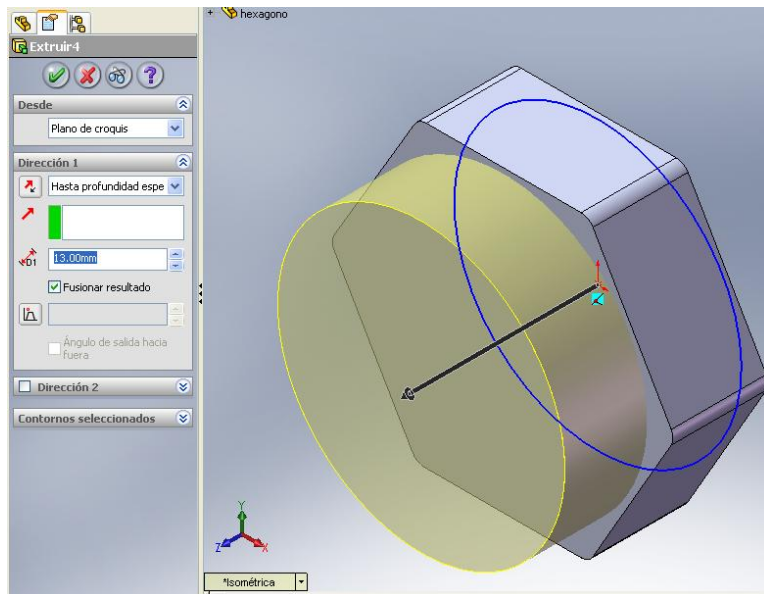 hexagono
Extruir4
Desde
Plano de croquis
Dirección 1
Hasta profundidad espe
D1
13.00mm
Fusionar resultado
Ángulo de salida hacia
fuera
Dirección 2
Contornos seleccionados
Y
Z
X
*Isométrica